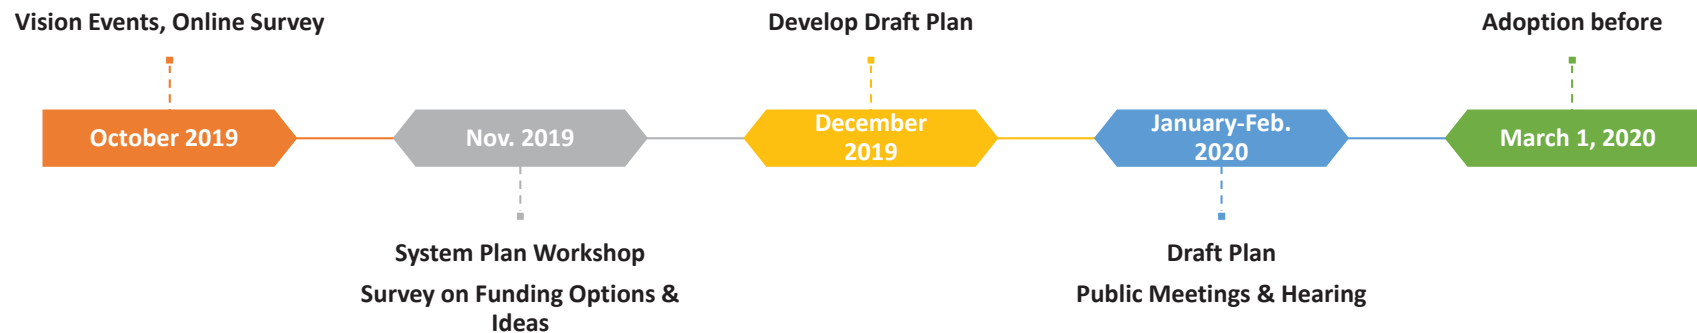 Vision Events, Online Survey
Develop Draft Plan
Adoption before
October 2019
Nov. 2019
December
2019
January-Feb.
2020
March 1, 2020
System Plan Workshop
Survey on Funding Options &
Ideas
Draft Plan
Public Meetings & Hearing